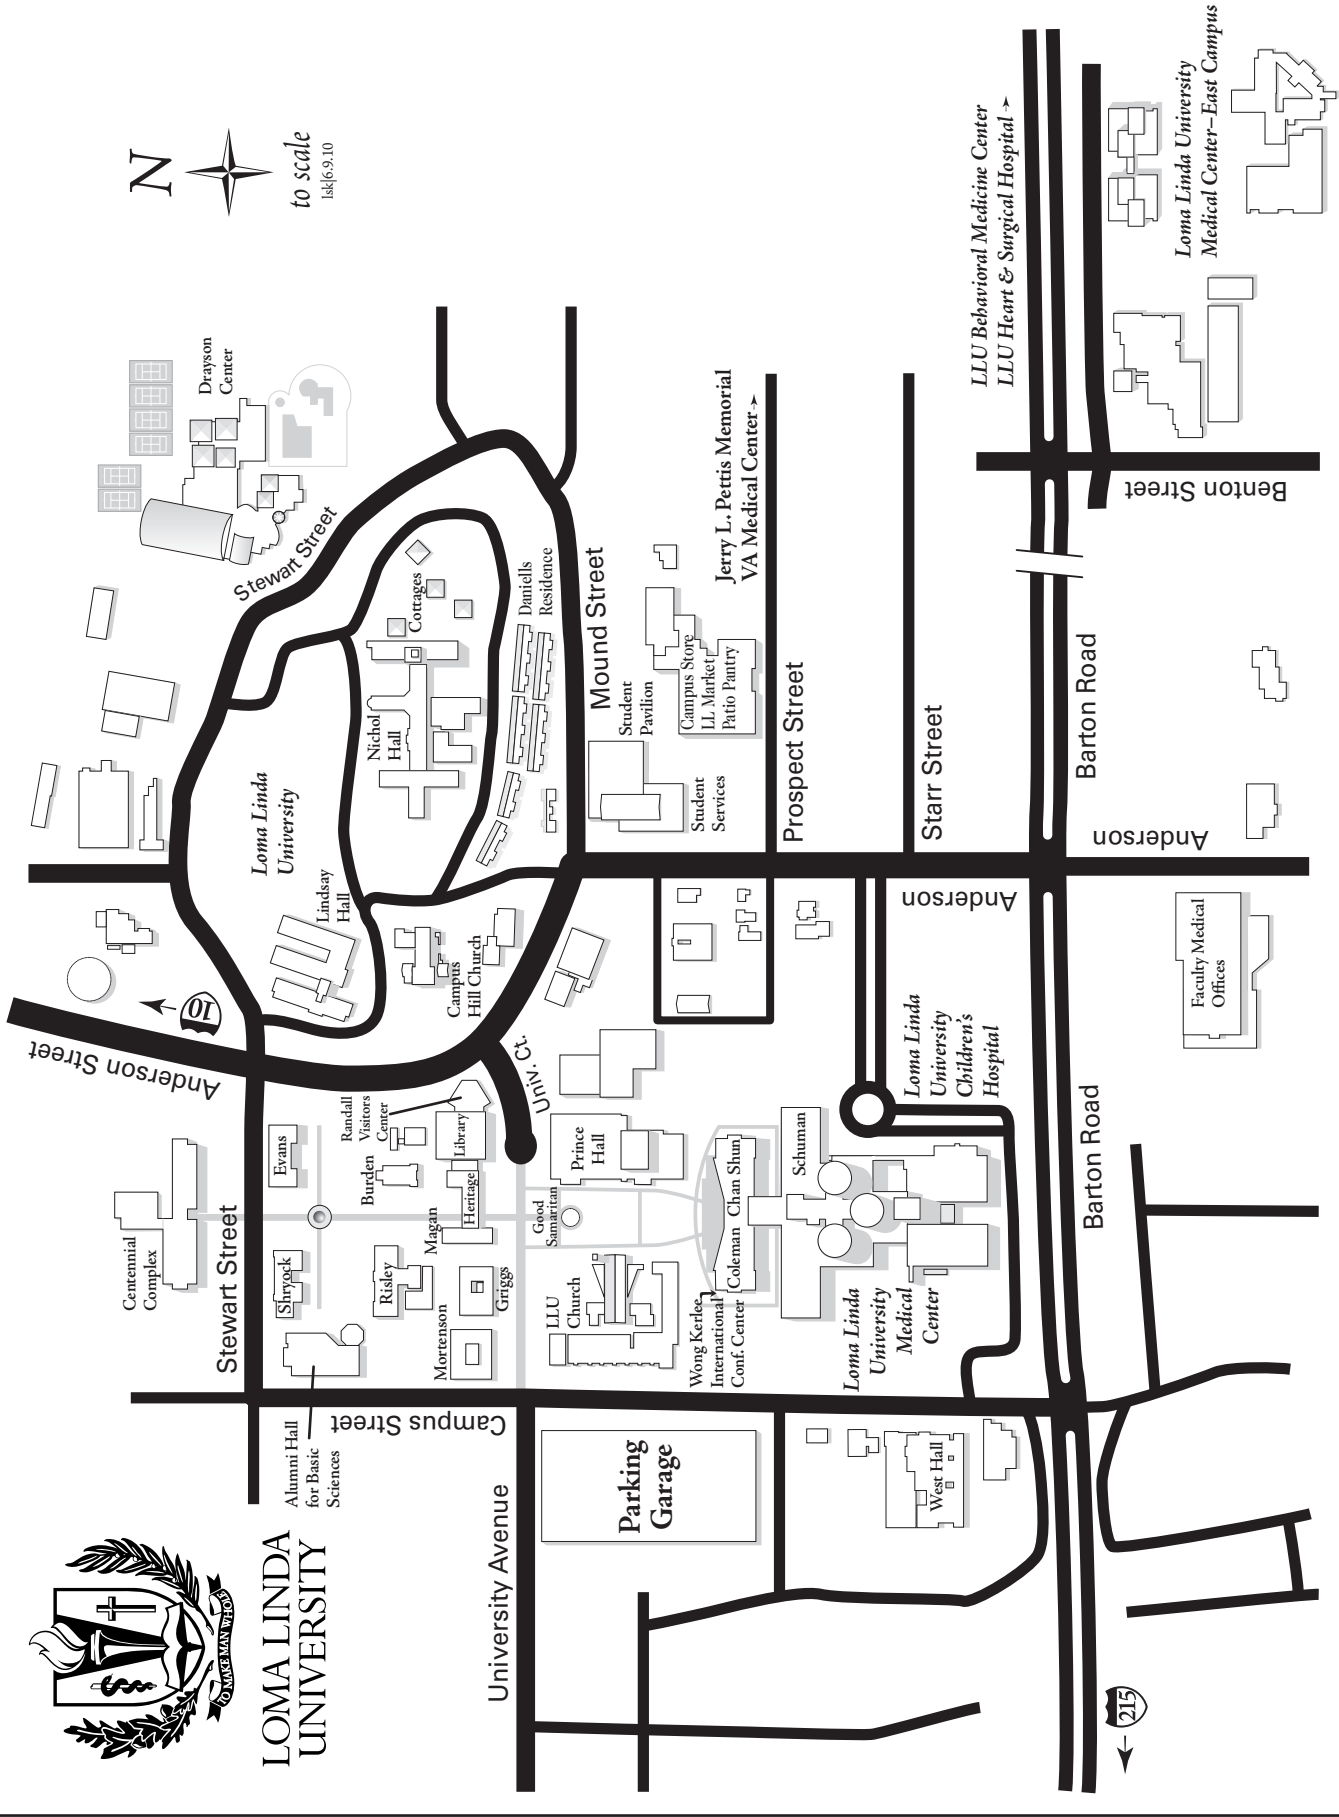 TO MAKE MAN WHOLE
LOMA LINDA
UNIVERSITY
N
to scale
lsk|6.9.10
Centennial
Complex
Stewart Street
Anderson Street
10
Stewart Street
Drayson
Center
Alumni Hall
for Basic
Sciences
Shryock
Evans
Loma Linda
University
Lindsay
Hall
Campus Street
Risley
Burden
Randall
Visitors
Center
Nichol
Hall
Cottages
Mortenson
Magan
Griggs
Heritage
Library
Campus
Hill Church
Daniells
Residence
University Avenue
Univ. Ct.
Mound Street
LLU
Church
Good
Samaritan
Prince
Hall
Student
Pavilion
Student
Services
Campus Store
LL Market
Patio Pantry
Jerry L. Pettis Memorial
VA Medical Center→
Parking
Garage
Wong Kerlee
International
Conf. Center
Coleman
Chan Shun
Schuman
Prospect Street
Loma Linda
University
Medical
Center
Loma Linda
University
Children's
Hospital
Anderson
Starr Street
West Hall
LLU Behavioral Medicine Center
LLU Heart & Surgical Hospital→
Barton Road
Barton Road
Anderson
Benton Street
215
Faculty Medical
Offices
Loma Linda University
Medical Center–East Campus